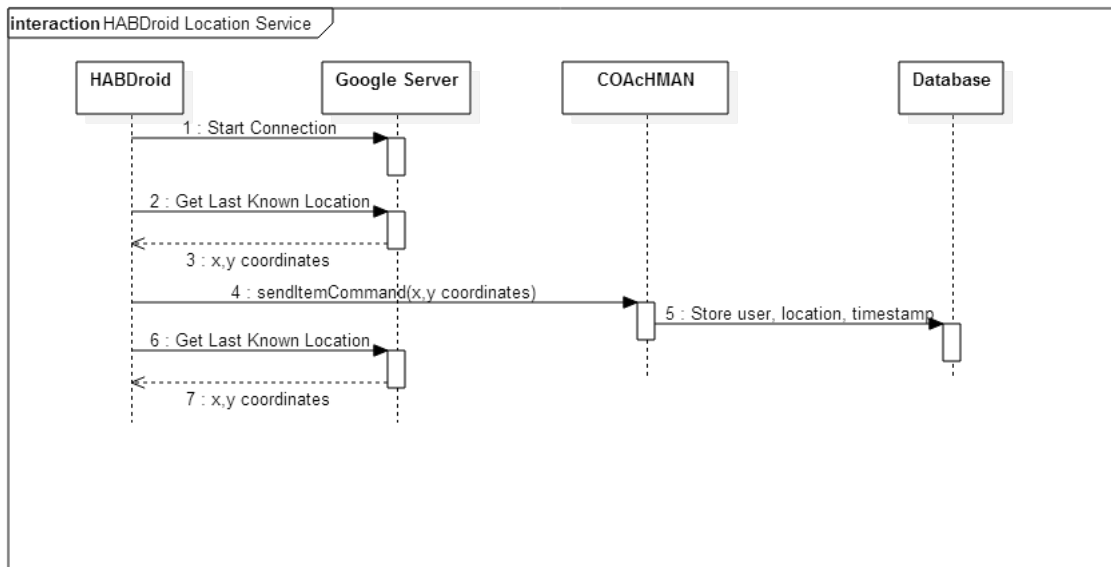 interaction HABDroid Location Service
HABDroid
Google Server
COAcHMAN
Database
1 : Start Connection
2 : Get Last Known Location
3 : x,y coordinates
4 : sendItemCommand(x,y coordinates)
5 : Store user, location, timestamp
6 : Get Last Known Location
7 : x,y coordinates